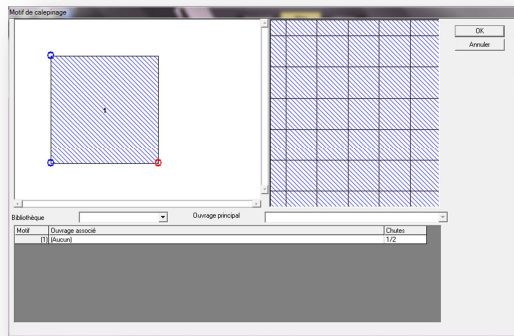 Motif de calepinage
OK
Annuler
1
Bibliothèque
Ouvrage principal
Motif Ouvrage associé Chutes
(1) (Aucun) 1/2